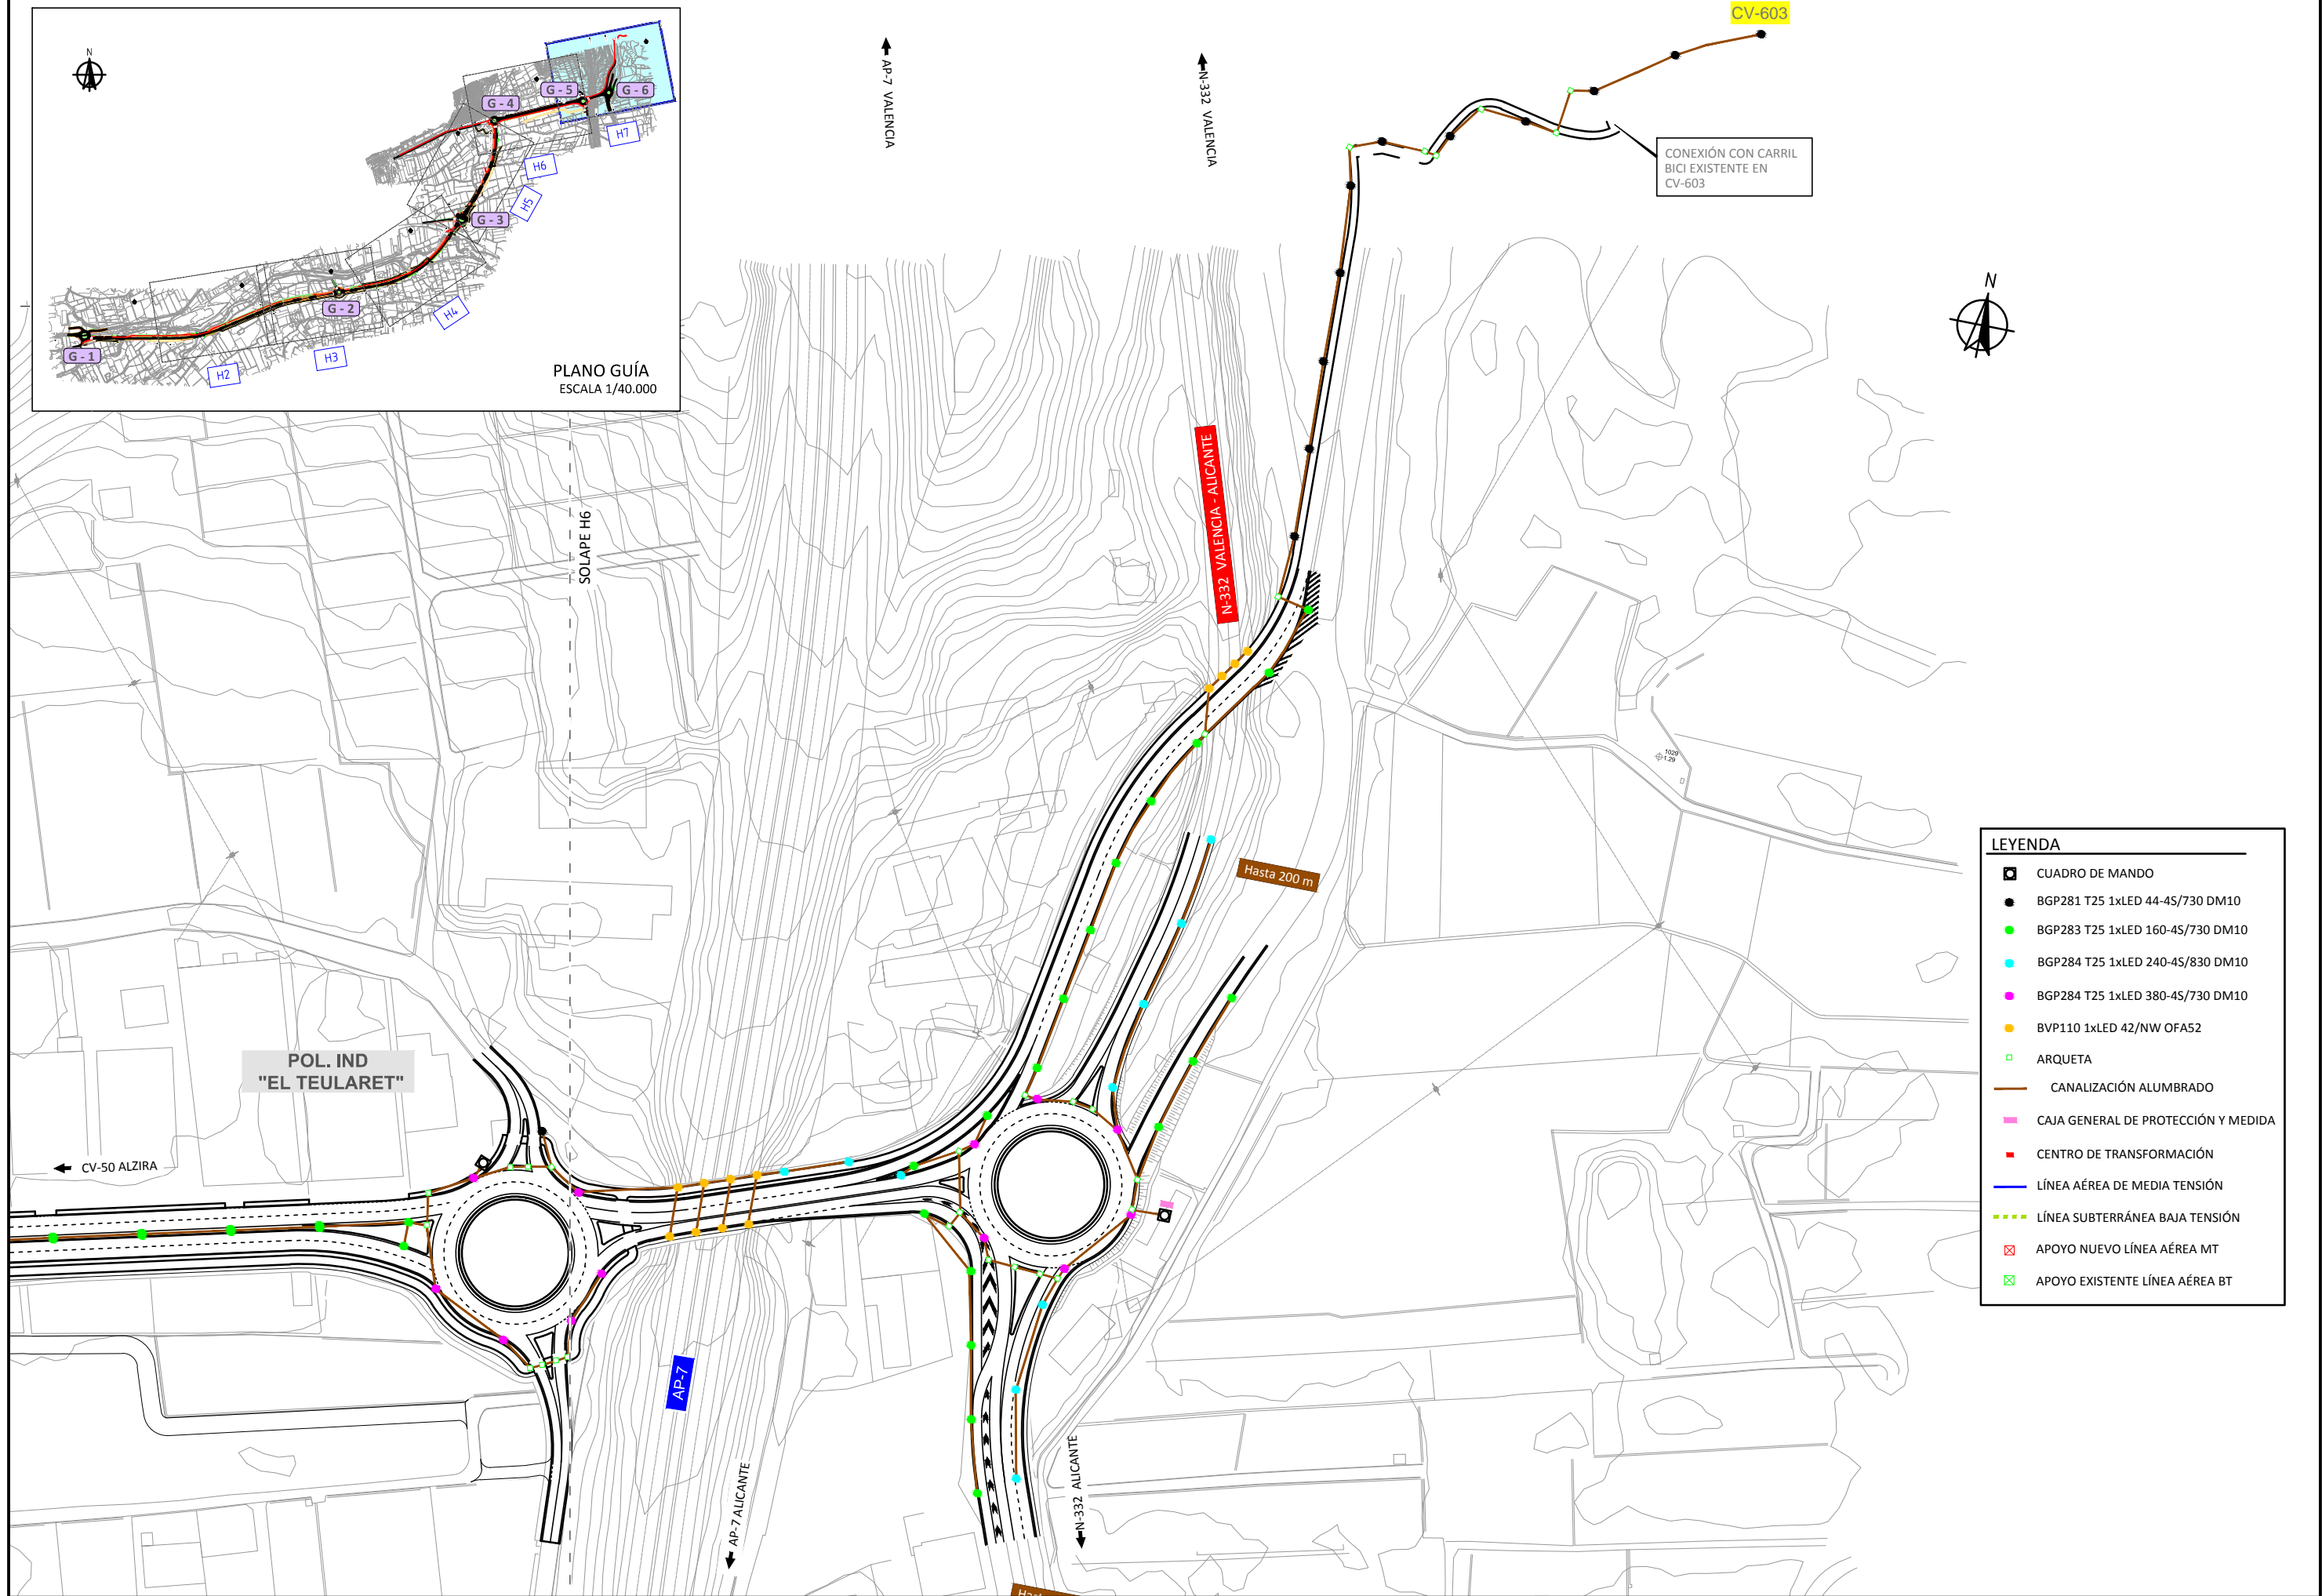 CV-603
N
G - 4
G - 5
G - 6
H7
H6
H5
G - 3
G - 2
H4
G - 1
H3
H2
PLANO GUÍA
ESCALA 1/40.000
AP-7 VALENCIA
N-332 VALENCIA
CONEXIÓN CON CARRIL
BICI EXISTENTE EN
CV-603
N
SOLAPE H6
N-332 VALENCIA - ALICANTE
1029
1.29
Hasta 200 m
POL. IND
"EL TEULARET"
CV-50 ALZIRA
AP-7
AP-7 ALICANTE
N-332 ALICANTE
LEYENDA
CUADRO DE MANDO
BGP281 T25 1xLED 44-4S/730 DM10
BGP283 T25 1xLED 160-4S/730 DM10
BGP284 T25 1xLED 240-4S/830 DM10
BGP284 T25 1xLED 380-4S/730 DM10
BVP110 1xLED 42/NW OFA52
ARQUETA
CANALIZACIÓN ALUMBRADO
CAJA GENERAL DE PROTECCIÓN Y MEDIDA
CENTRO DE TRANSFORMACIÓN
LÍNEA AÉREA DE MEDIA TENSIÓN
LÍNEA SUBTERRÁNEA BAJA TENSIÓN
APOYO NUEVO LÍNEA AÉREA MT
APOYO EXISTENTE LÍNEA AÉREA BT